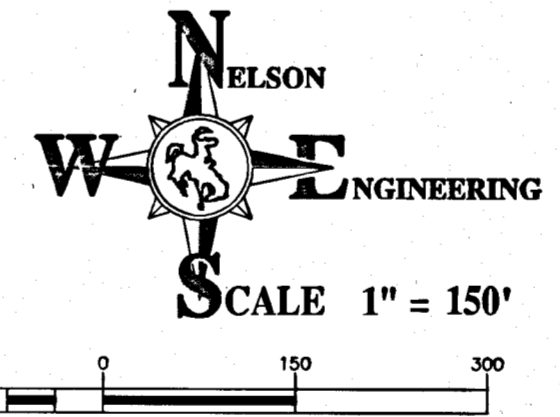 NELSON
W ENGINEERING
SCALE 1" = 150'
0 150 300